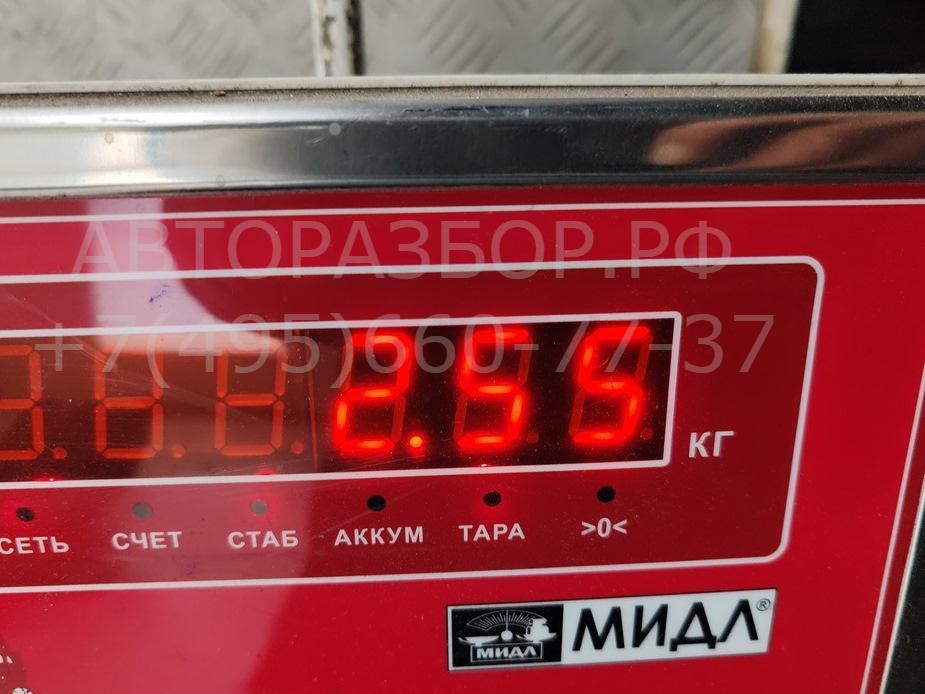 АВТОРАЗБОР.РФ
+7(495)660-77-37
2.55
КГ
СЕТЬ СЧЕТ СТАБ АККУМ ТАРА >0<
МИДЛ МИДЛ®